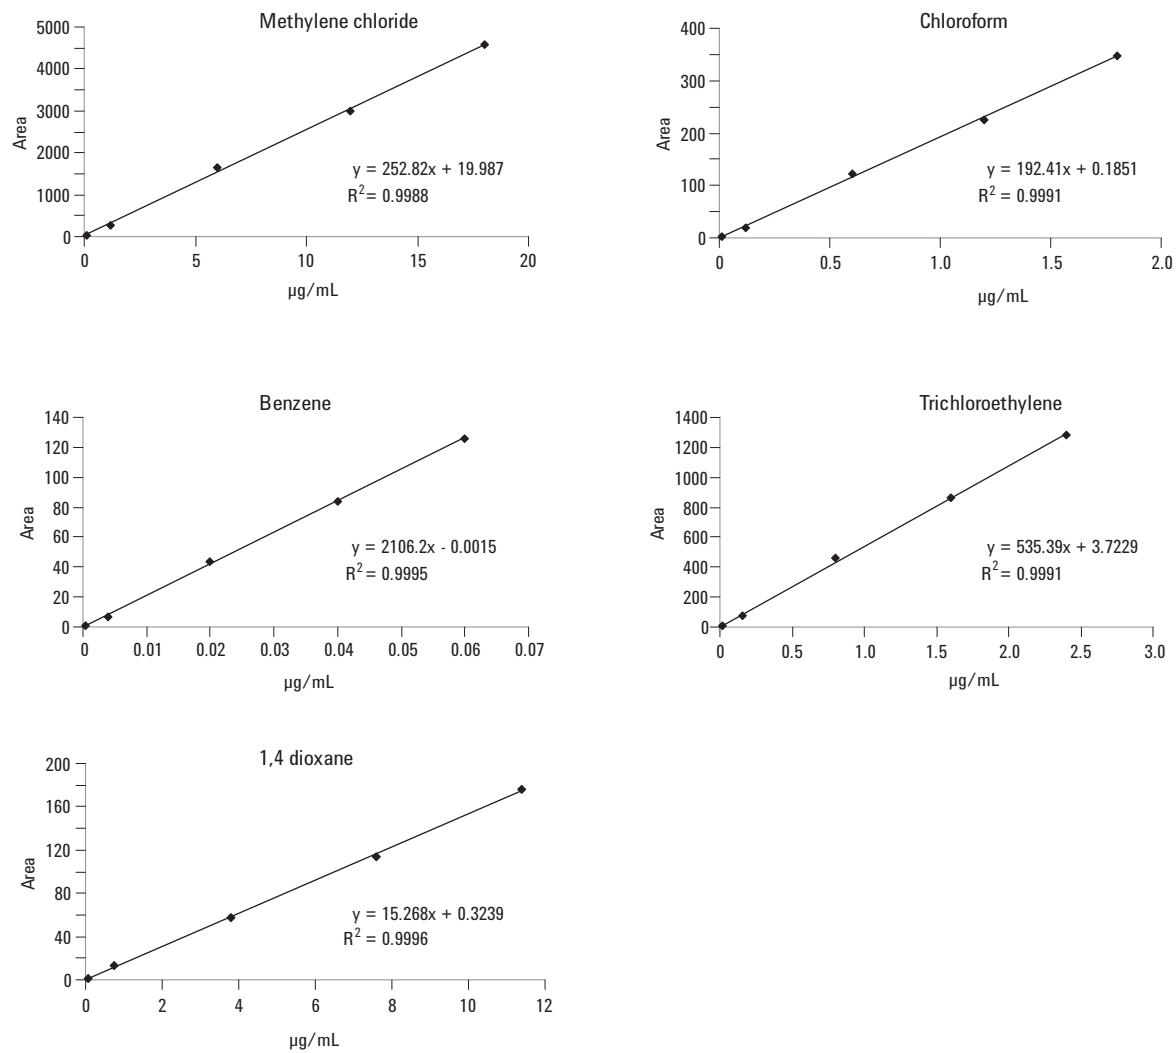 Methylene chloride
5000
4000
3000
2000
1000
0
Area
y = 252.82x + 19.987
R2 = 0.9988
0 5 10 15 20
µg/mL
Chloroform
400
300
200
100
0
Area
y = 192.41x + 0.1851
R2 = 0.9991
0 0.5 1.0 1.5 2.0
µg/mL
Benzene
140
120
100
80
60
40
20
0
Area
y = 2106.2x - 0.0015
R2 = 0.9995
0 0.01 0.02 0.03 0.04 0.05 0.06 0.07
µg/mL
Trichloroethylene
1400
1200
1000
800
600
400
200
0
Area
y = 535.39x + 3.7229
R2 = 0.9991
0 0.5 1.0 1.5 2.0 2.5 3.0
µg/mL
1,4 dioxane
200
160
120
80
40
0
Area
y = 15.268x + 0.3239
R2 = 0.9996
0 2 4 6 8 10 12
µg/mL